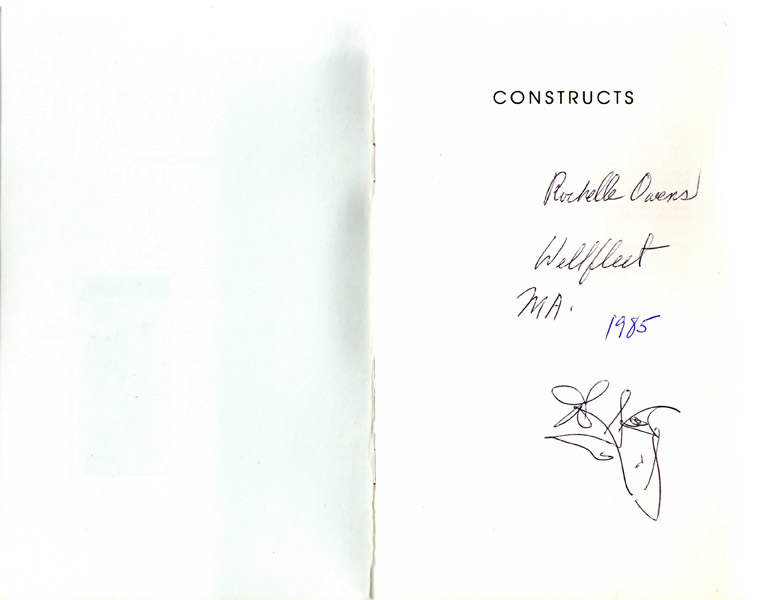 CONSTRUCTS
Rochelle Owens
Wellfleet
MA.
1985